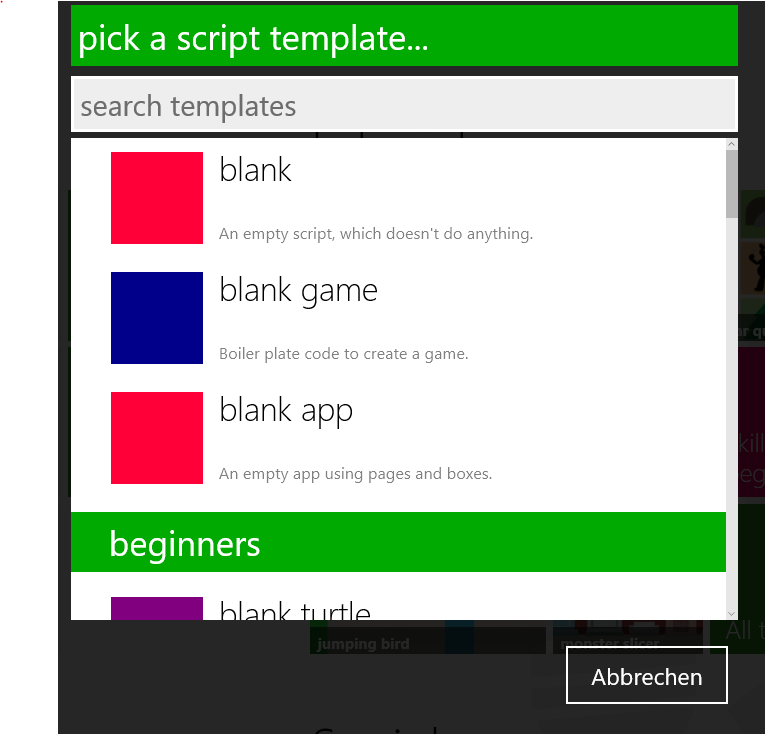 pick a script template...
search templates
blank
An empty script, which doesn't do anything.
blank game
Boiler plate code to create a game.
blank app
An empty app using pages and boxes.
beginners
blank turtle
jumping bird
monster slicer
All t
Abbrechen